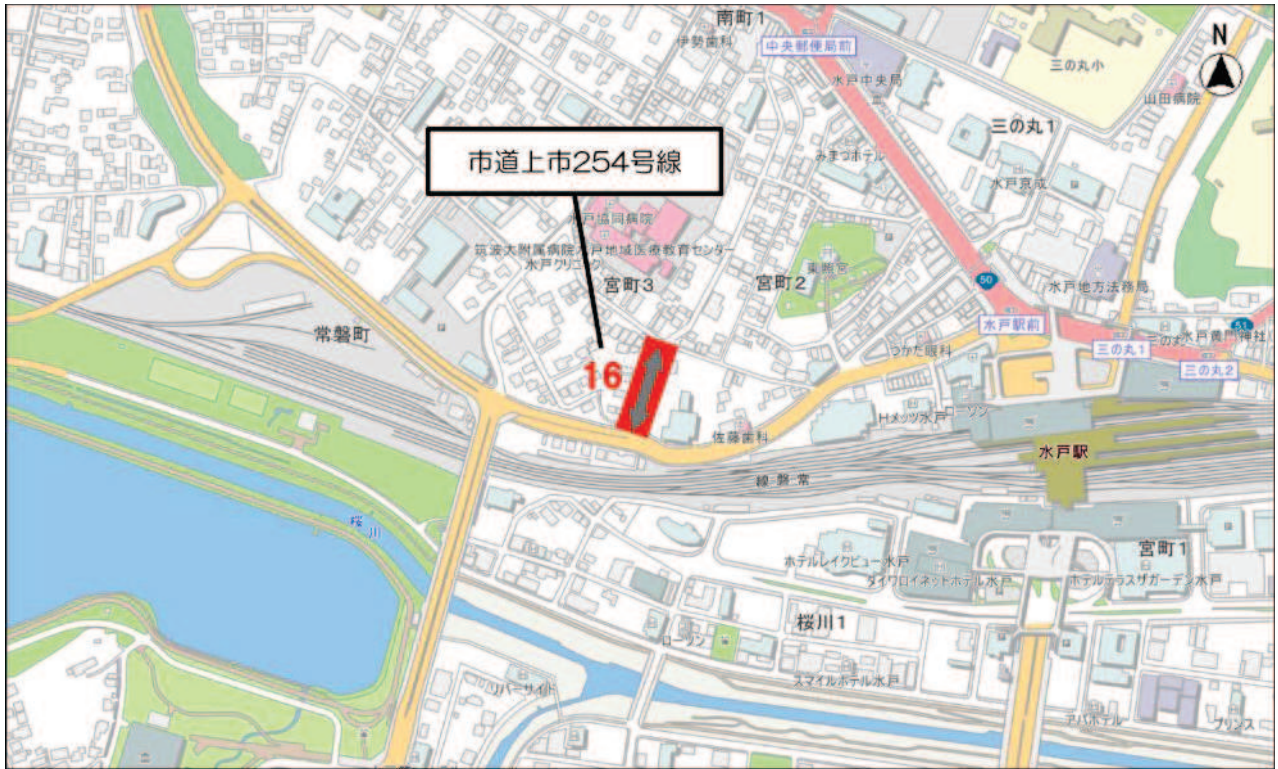 南町1
伊勢歯科
中央郵便局前
N
水戸中央局
三の丸小
山田病院
三の丸1
市道上市254号線
みまつホテル
水戸京成
水戸協同病院
筑波大附属病院水戸地域医療教育センター
水戸クリニック
東照宮
宮町3
宮町2
50
水戸地方法務局
常磐町
水戸駅前
51
水戸黄門神社
三の丸1
つかだ眼科
三の丸2
16
Hメッツ水戸
ローソン
佐藤歯科
水戸駅
線磐常
桜川
宮町1
ホテルレイクビュー水戸
ダイワロイネットホテル水戸
ホテルテラスザガーデン水戸
桜川1
ローソン
スマイルホテル水戸
リバーサイド
アパホテル
プリンス